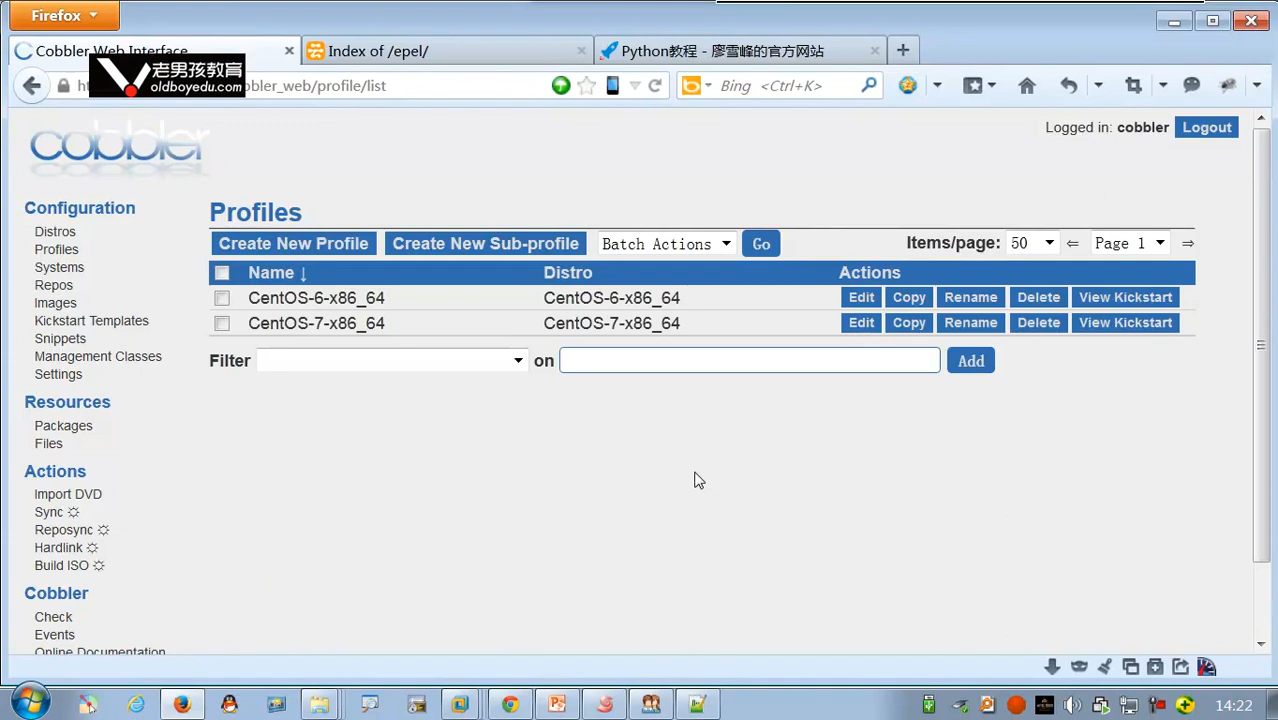 Firefox
Cobbler Web Interface
Index of /epel/
Python教程 - 廖雪峰的官方网站
老男孩教育
oldboyedu.com
obbler_web/profile/list
Bing <Ctrl+K>
cobbler
Logged in: cobbler
Logout
Configuration
Distros
Profiles
Systems
Repos
Images
Kickstart Templates
Snippets
Management Classes
Settings
Resources
Packages
Files
Actions
Import DVD
Sync
Reposync
Hardlink
Build ISO
Cobbler
Check
Events
Online Documentation
Profiles
Create New Profile
Create New Sub-profile
Batch Actions
Go
Items/page: 50
Page 1
Name ↓
Distro
Actions
CentOS-6-x86_64 CentOS-6-x86_64 Edit Copy Rename Delete View Kickstart
CentOS-7-x86_64 CentOS-7-x86_64 Edit Copy Rename Delete View Kickstart
Filter
on
Add
14:22